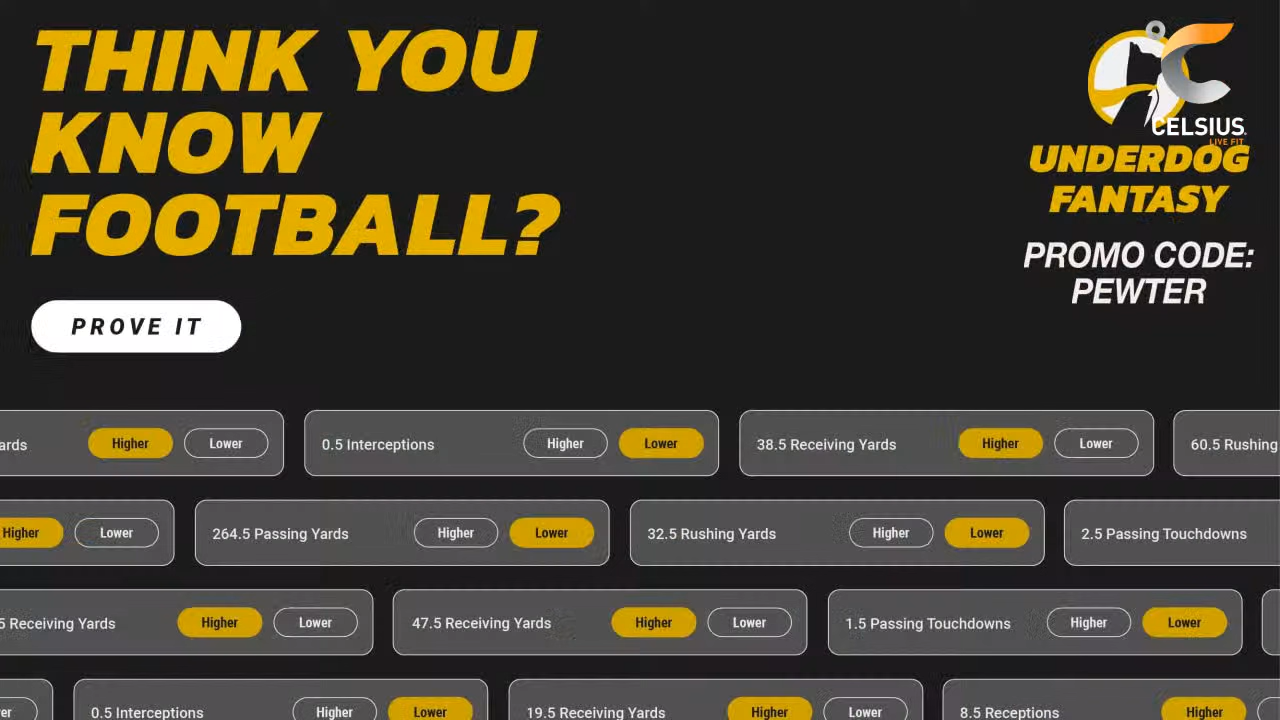 THINK YOU
KNOW
FOOTBALL?
PROVE IT
CELSIUS
LIVE FIT
UNDERDOG
FANTASY
PROMO CODE:
PEWTER
Higher Lower
0.5 Interceptions Higher Lower
38.5 Receiving Yards Higher Lower
60.5 Rushing
Higher Lower
264.5 Passing Yards Higher Lower
32.5 Rushing Yards Higher Lower
2.5 Passing Touchdowns
5 Receiving Yards Higher Lower
47.5 Receiving Yards Higher Lower
1.5 Passing Touchdowns Higher Lower
0.5 Interceptions Higher Lower
19.5 Receiving Yards Higher Lower
8.5 Receptions Higher